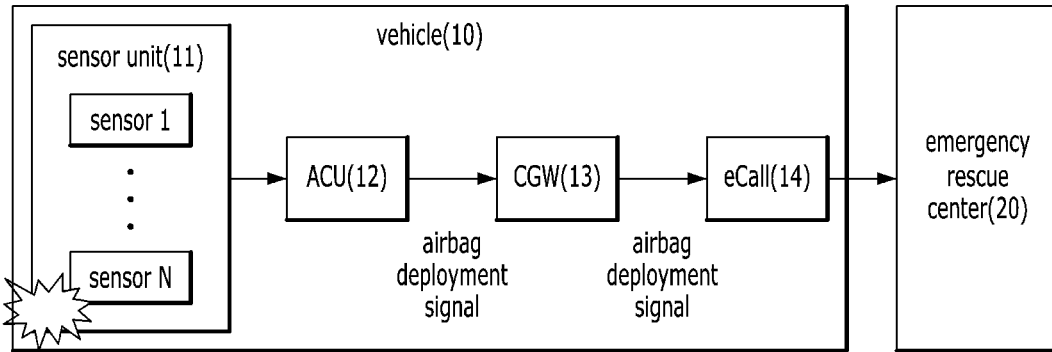 vehicle(10)
sensor unit(11)
sensor 1
sensor N
ACU(12)
CGW(13)
eCall(14)
airbag
deployment
signal
airbag
deployment
signal
emergency
rescue
center(20)